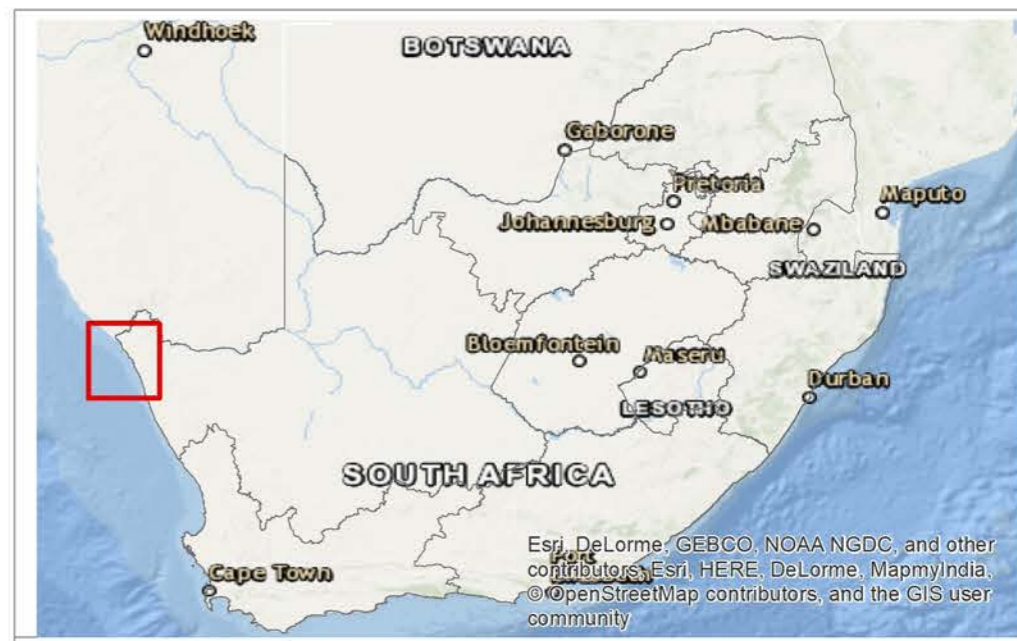 Windhoek
BOTSWANA
Gaborone
Pretoria
Maputo
Johannesburg
Mbabane
SWAZILAND
Bloemfontein
Maseru
Durban
LESOTHO
SOUTH AFRICA
Esri, DeLorme, GEBCO, NOAA NGDC, and other
contributors, Esri, HERE, DeLorme, MapmyIndia,
© OpenStreetMap contributors, and the GIS user
community
Port
Cape Town